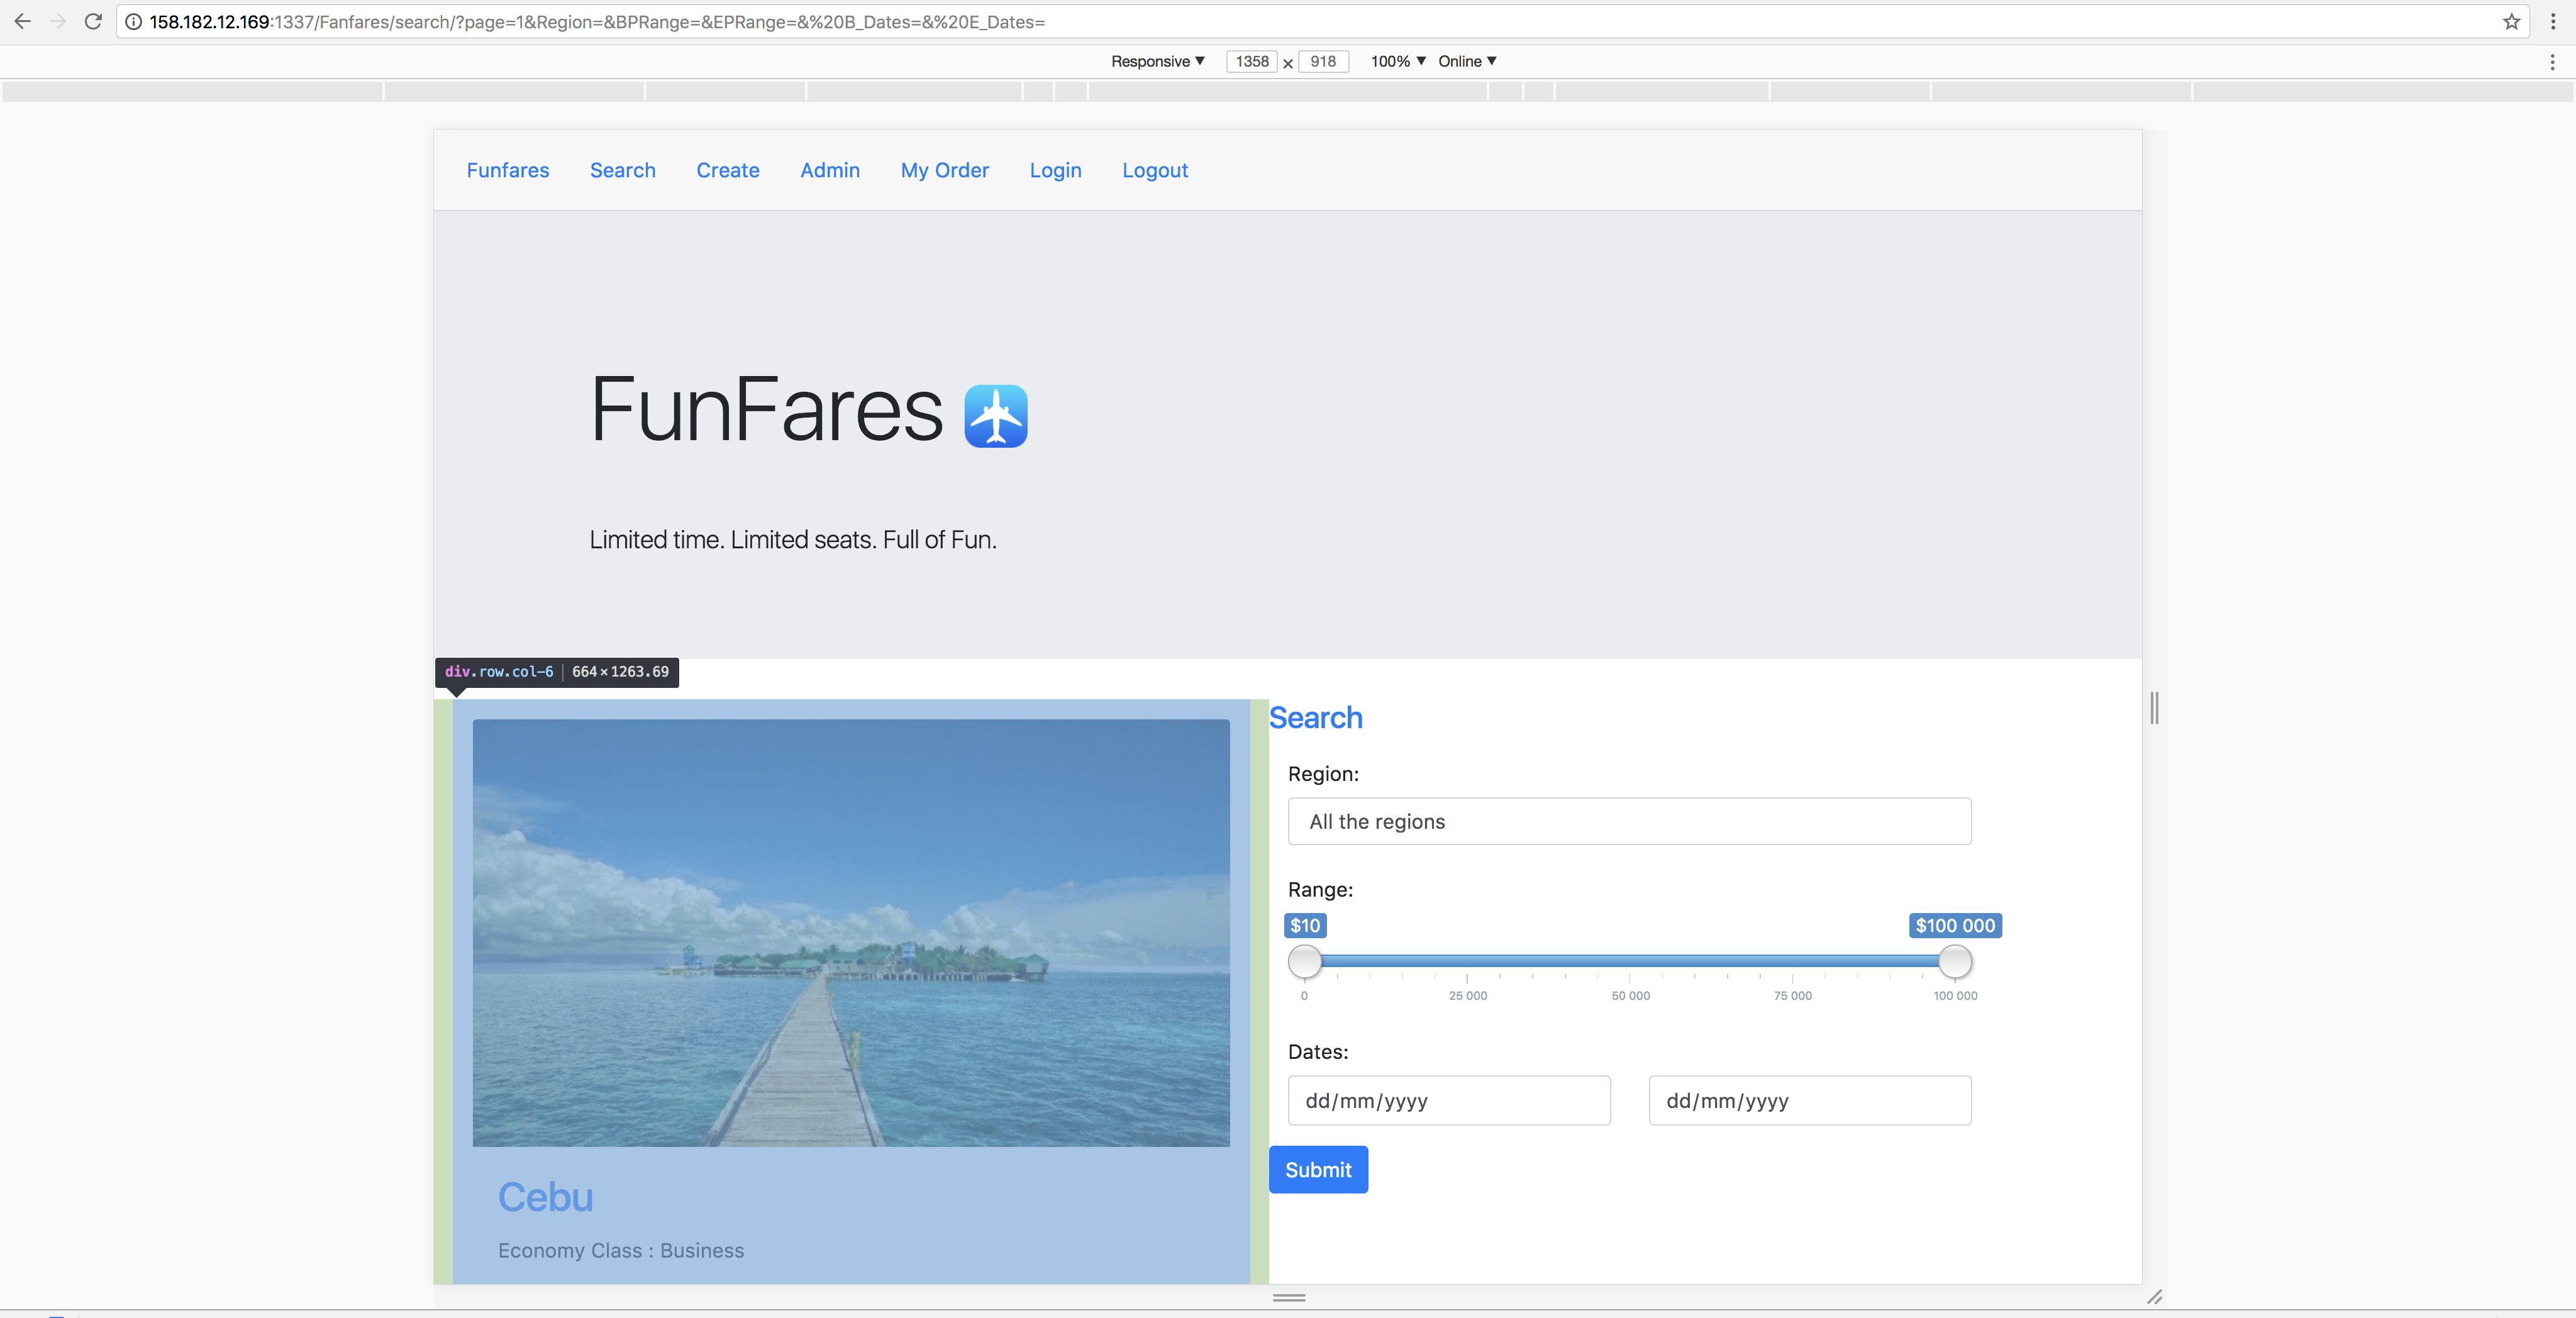 158.182.12.169:1337/Fanfares/search/?page=1&Region=&BPRange=&EPRange=&%20B_Dates=&%20E_Dates=
Responsive ▼ 1358 × 918 100% ▼ Online ▼
Funfares Search Create Admin My Order Login Logout
FunFares
Limited time. Limited seats. Full of Fun.
div.row.col-6 | 664×1263.69
Search
Region:
All the regions
Range:
$10 $100 000
0 25 000 50 000 75 000 100 000
Dates:
dd/mm/yyyy dd/mm/yyyy
Submit
Cebu
Economy Class : Business